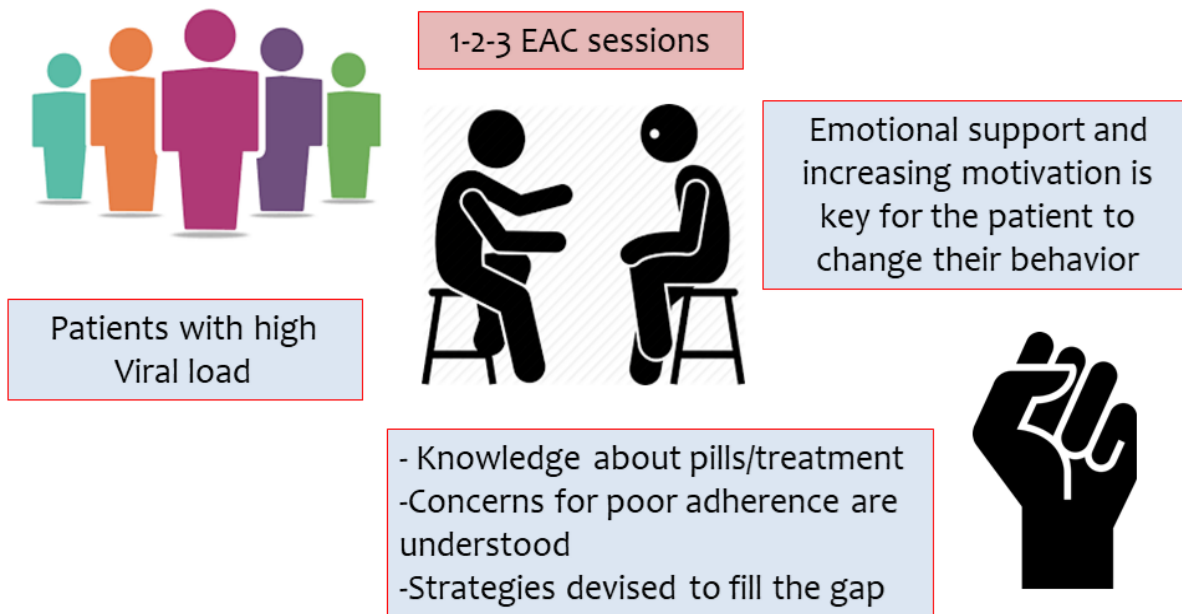 1-2-3 EAC sessions
Emotional support and
increasing motivation is
key for the patient to
change their behavior
Patients with high
Viral load
- Knowledge about pills/treatment
-Concerns for poor adherence are
understood
-Strategies devised to fill the gap